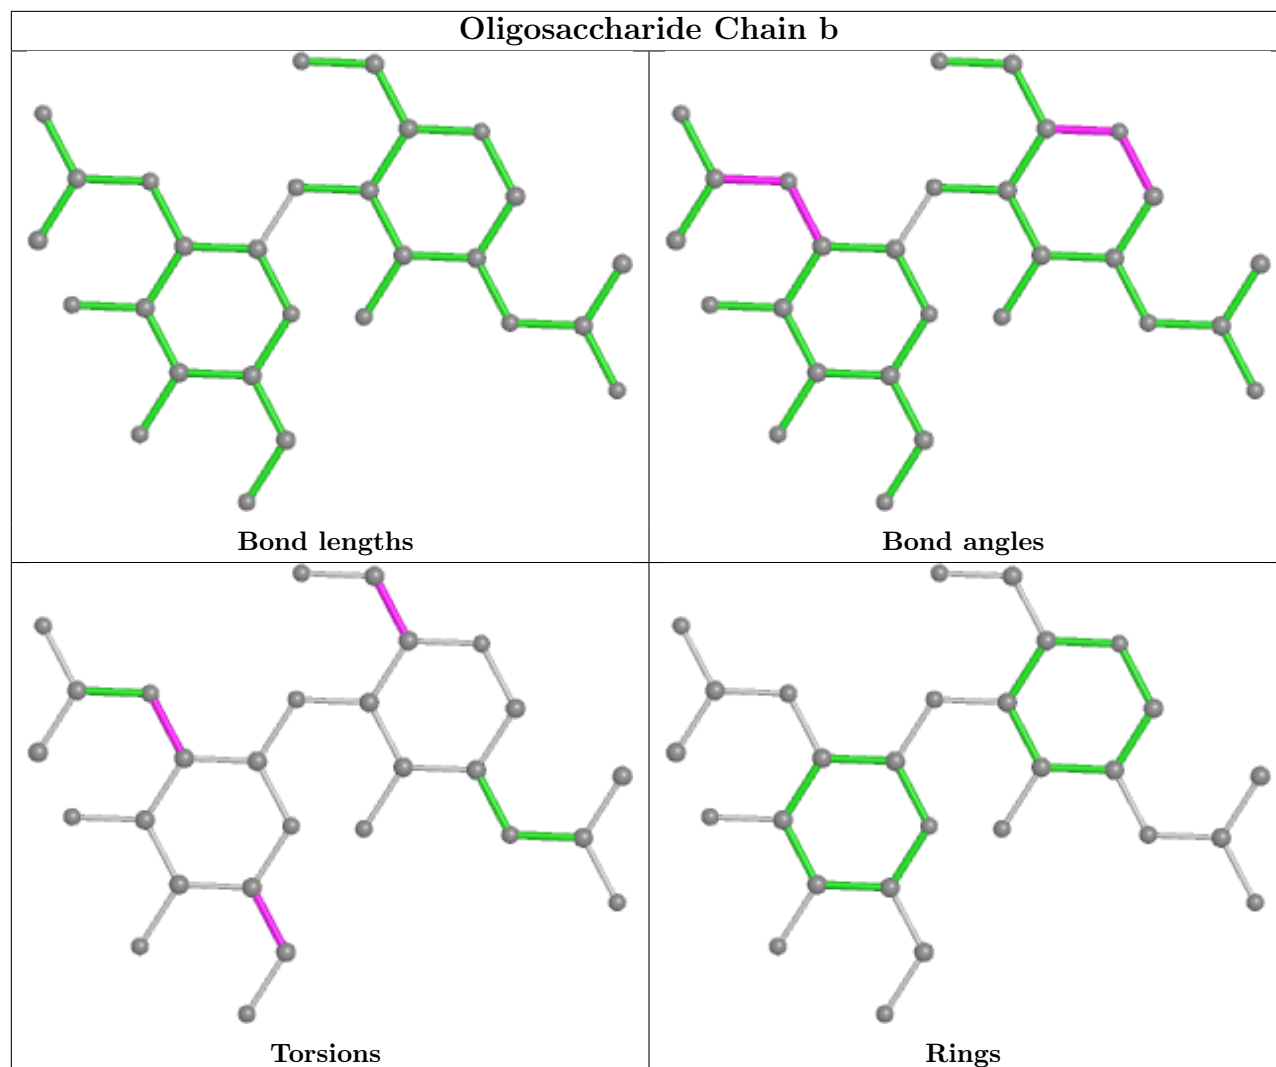 Oligosaccharide Chain b
Bond lengths
Bond angles
Torsions
Rings